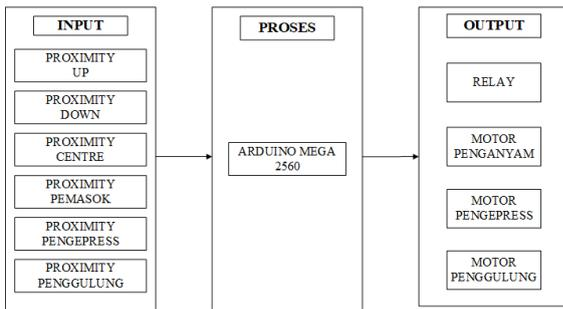 INPUT
PROXIMITY
UP
PROXIMITY
DOWN
PROXIMITY
CENTRE
PROXIMITY
PEMASOK
PROXIMITY
PENGEPRESS
PROXIMITY
PENGGULUNG
PROSES
ARDUINO MEGA
2560
OUTPUT
RELAY
MOTOR
PENGANYAM
MOTOR
PENGEPRESS
MOTOR
PENGGULUNG